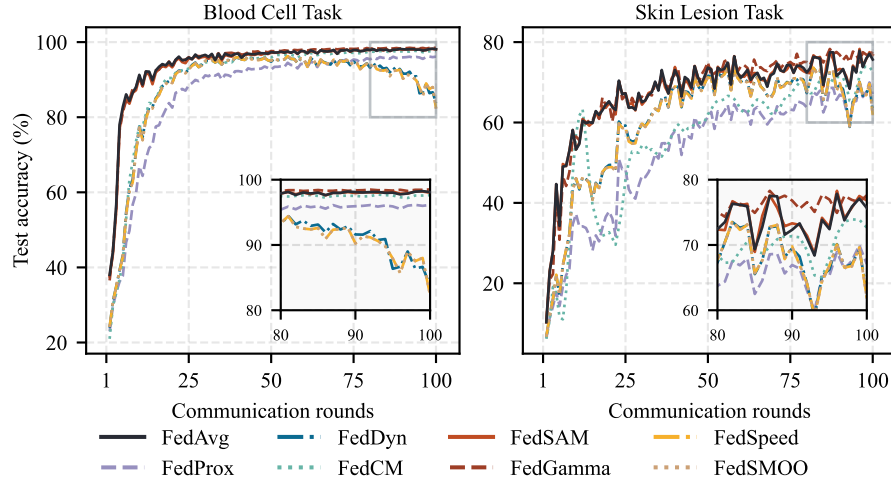 Blood Cell Task
Skin Lesion Task
Test accuracy (%)
100
80
60
40
20
100
90
80
80
90
100
1
25
50
75
100
Communication rounds
80
60
40
20
80
70
60
80
90
100
1
25
50
75
100
Communication rounds
FedAvg
FedDyn
FedSAM
FedSpeed
FedProx
FedCM
FedGamma
FedSMOO